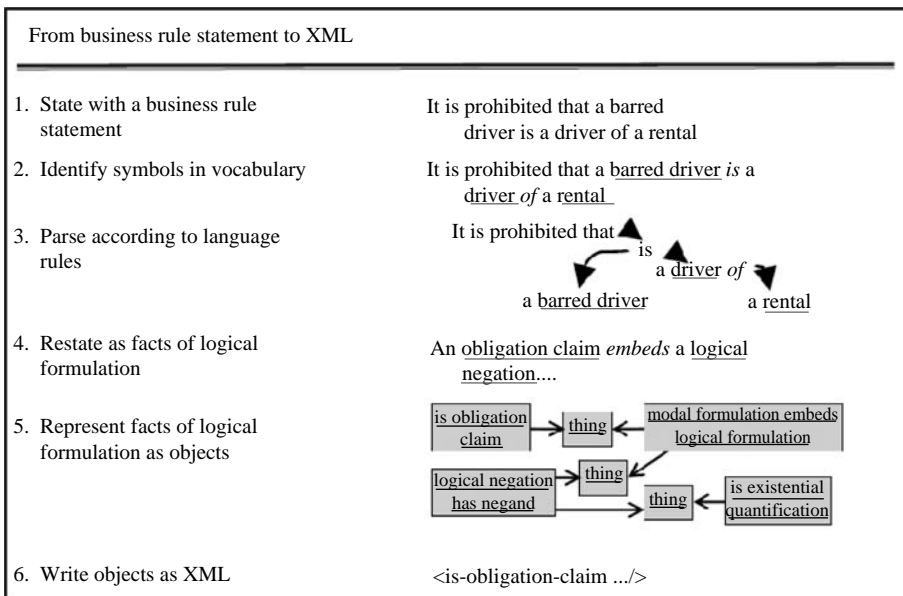 From business rule statement to XML
1. State with a business rule
statement
It is prohibited that a barred
driver is a driver of a rental
2. Identify symbols in vocabulary
It is prohibited that a barred driver is a
driver of a rental
3. Parse according to language
rules
It is prohibited that
is
a driver of
a barred driver
a rental
4. Restate as facts of logical
formulation
An obligation claim embeds a logical
negation....
5. Represent facts of logical
formulation as objects
is obligation
claim
thing
modal formulation embeds
logical formulation
logical negation
has negand
thing
thing
is existential
quantification
6. Write objects as XML
<is-obligation-claim .../>